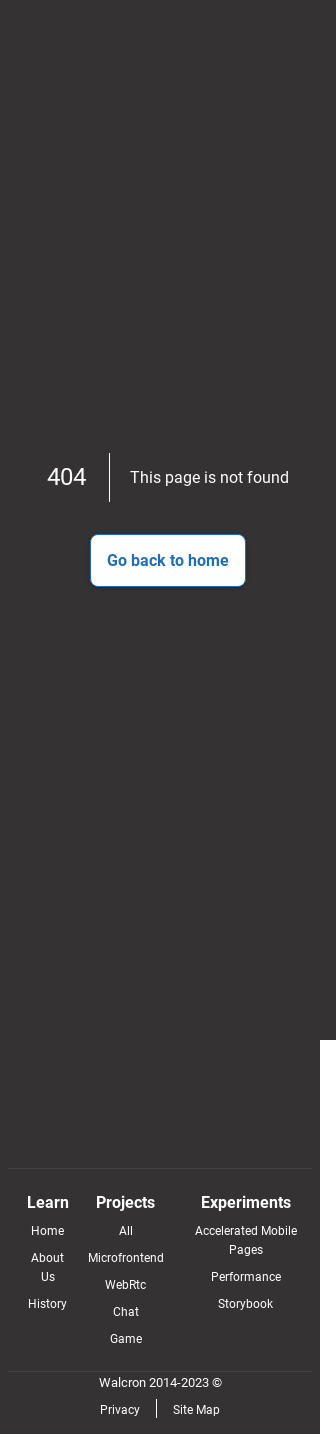 404
This page is not found
Go back to home
Learn
Home
About
Us
History
Projects
All
Microfrontend
WebRtc
Chat
Game
Experiments
Accelerated Mobile
Pages
Performance
Storybook
Walcron 2014-2023 ©
Privacy
Site Map